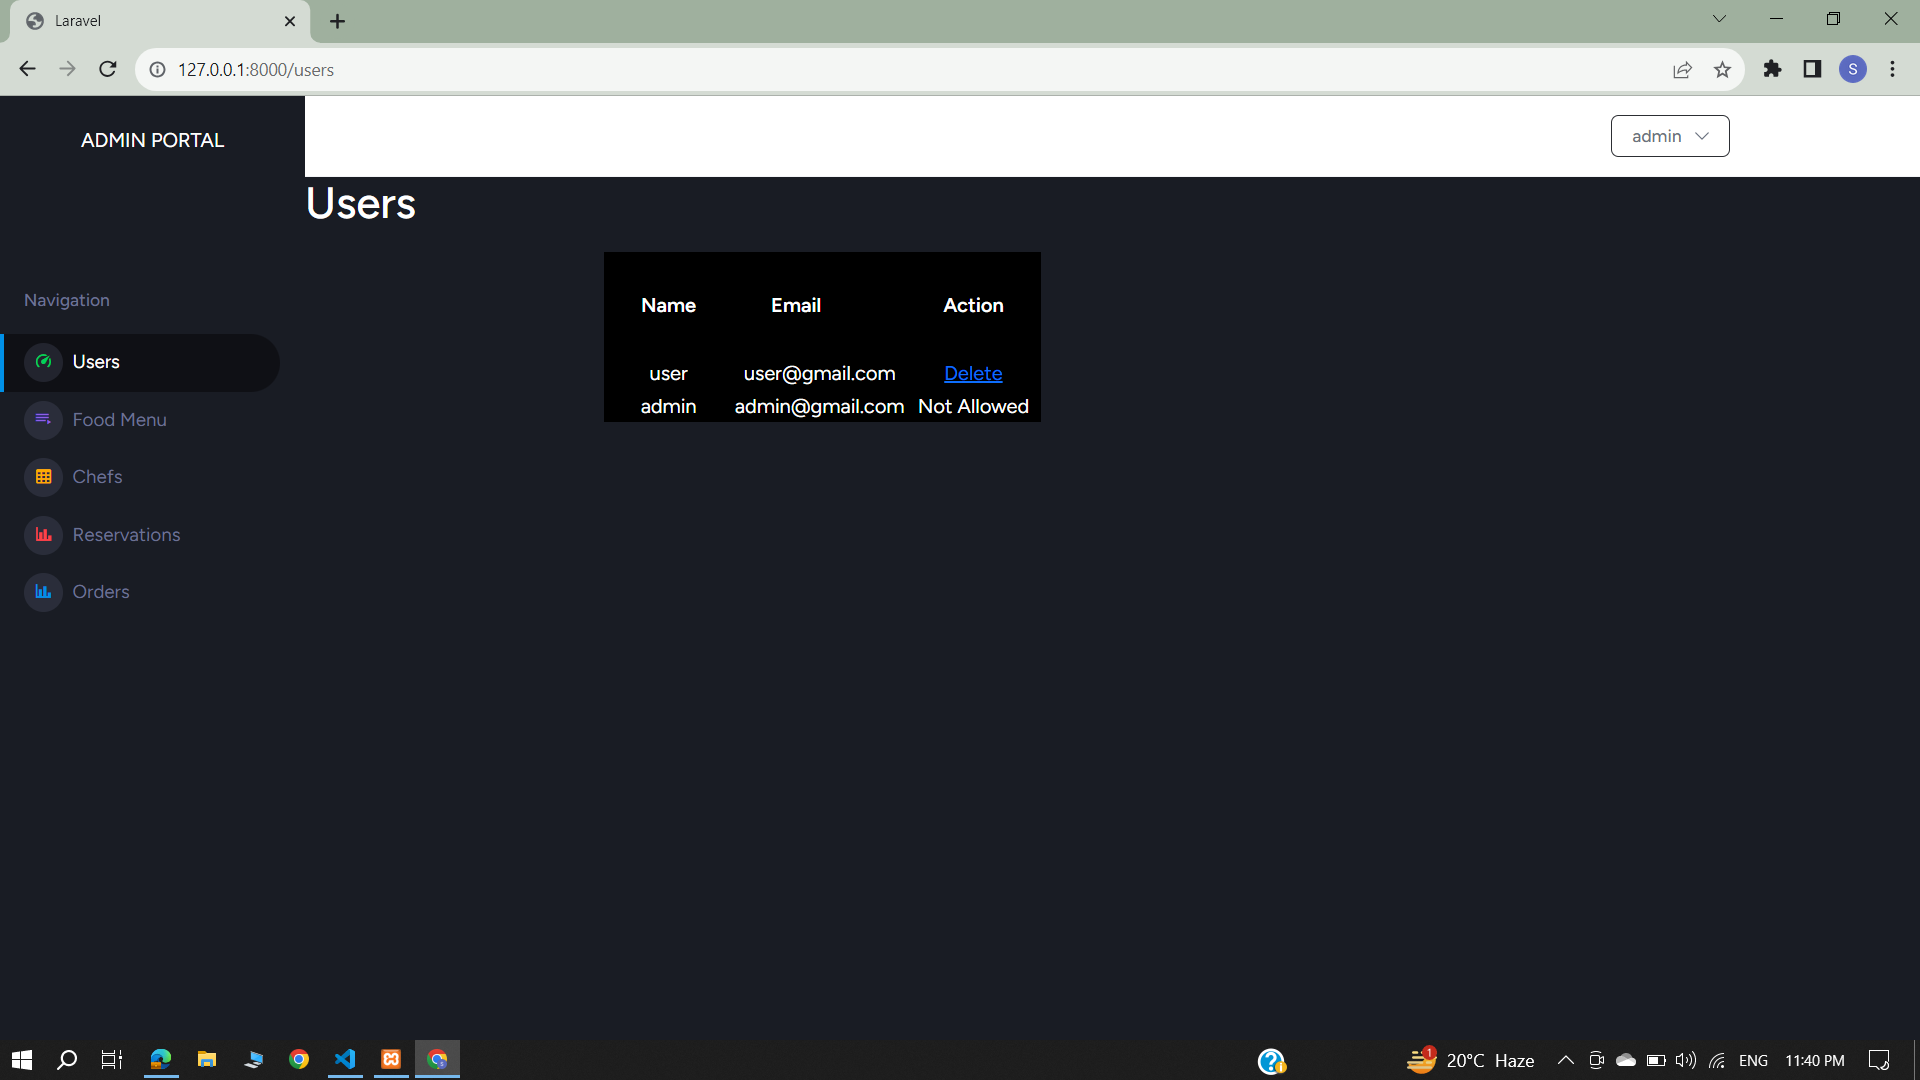 Laravel
127.0.0.1:8000/users
S
ADMIN PORTAL
admin
Users
Navigation
Users
Food Menu
Chefs
Reservations
Orders
Name Email Action
user user@gmail.com Delete
admin admin@gmail.com Not Allowed
1
20°C Haze
ENG
11:40 PM